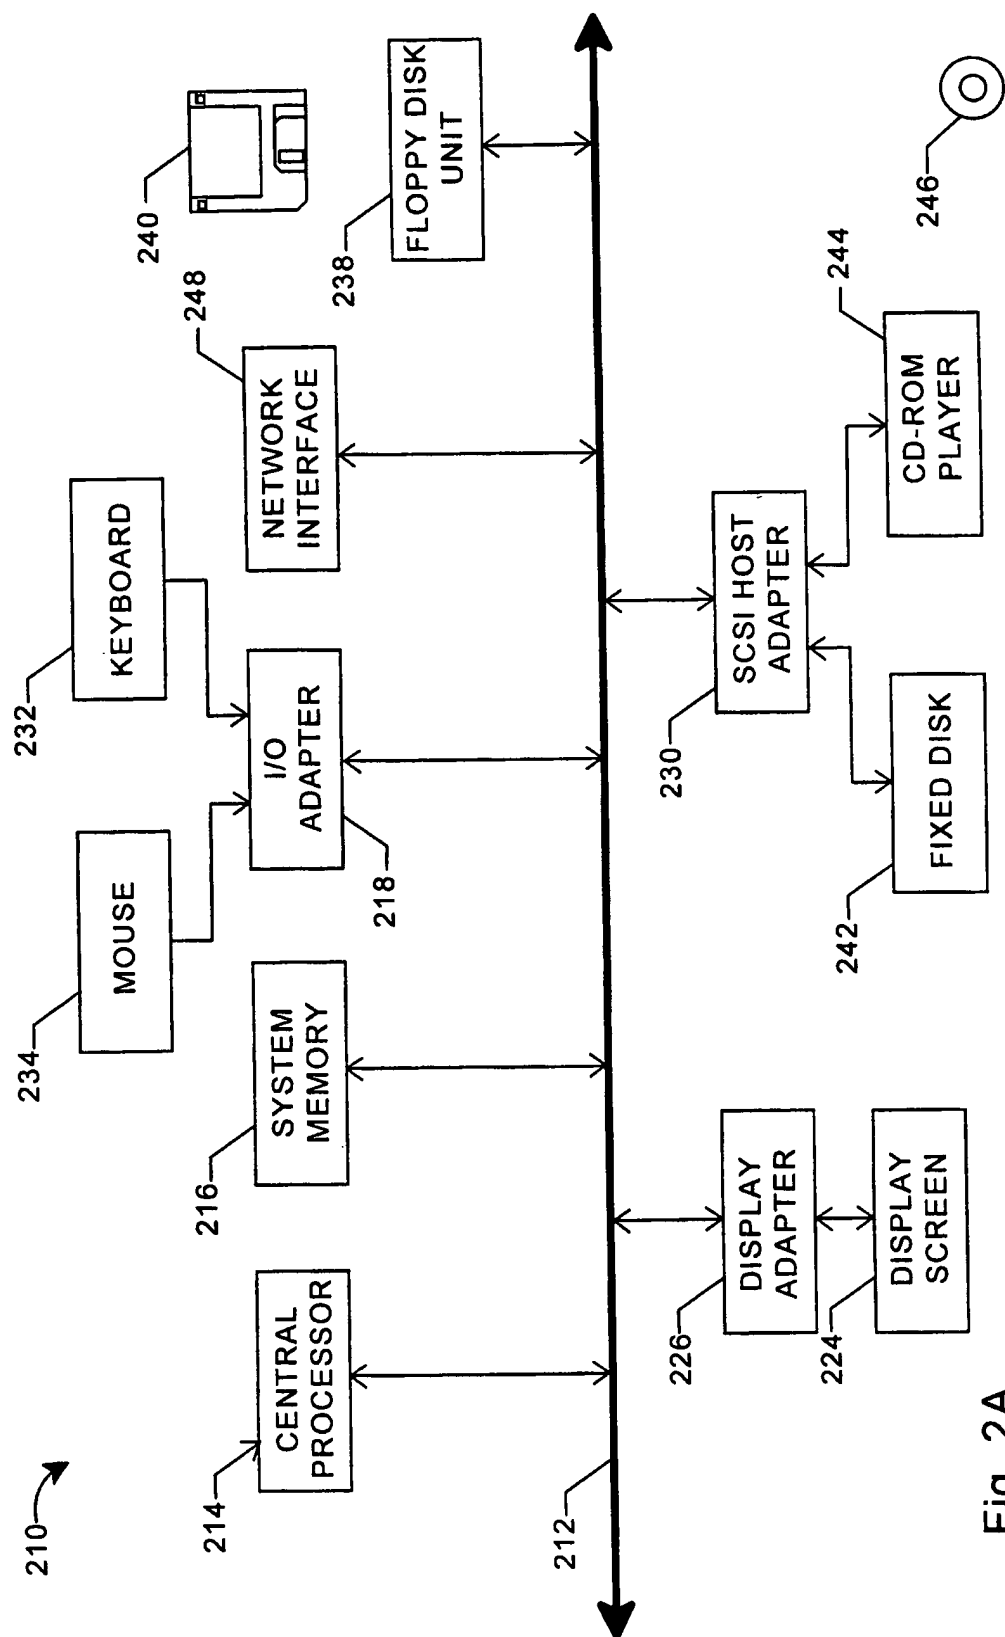 210
214
CENTRAL
PROCESSOR
216
SYSTEM
MEMORY
234
MOUSE
232
KEYBOARD
I/O
ADAPTER
218
248
NETWORK
INTERFACE
240
238
FLOPPY DISK
UNIT
212
226
DISPLAY
ADAPTER
224
DISPLAY
SCREEN
230
SCSI HOST
ADAPTER
242
FIXED DISK
244
CD-ROM
PLAYER
246
Fig. 2A